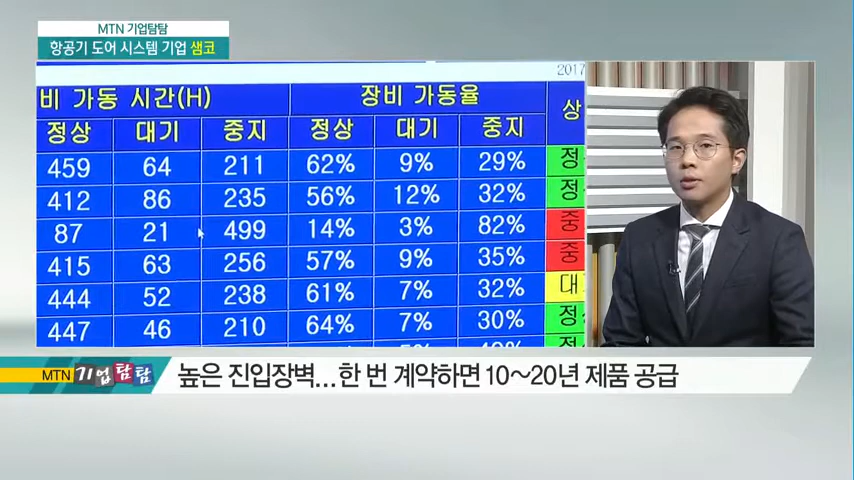 MTN 기업탐탐
항공기 도어 시스템 기업 샘코
2017
비 가동 시간(H) 장비 가동율 상
정상 대기 중지 정상 대기 중지
459 64 211 62% 9% 29% 정
412 86 235 56% 12% 32% 정
87 21 499 14% 3% 82% 중
415 63 256 57% 9% 35% 중
444 52 238 61% 7% 32% 대
447 46 210 64% 7% 30% 정
MTN 기업탐탐
높은 진입장벽...한 번 계약하면 10~20년 제품 공급